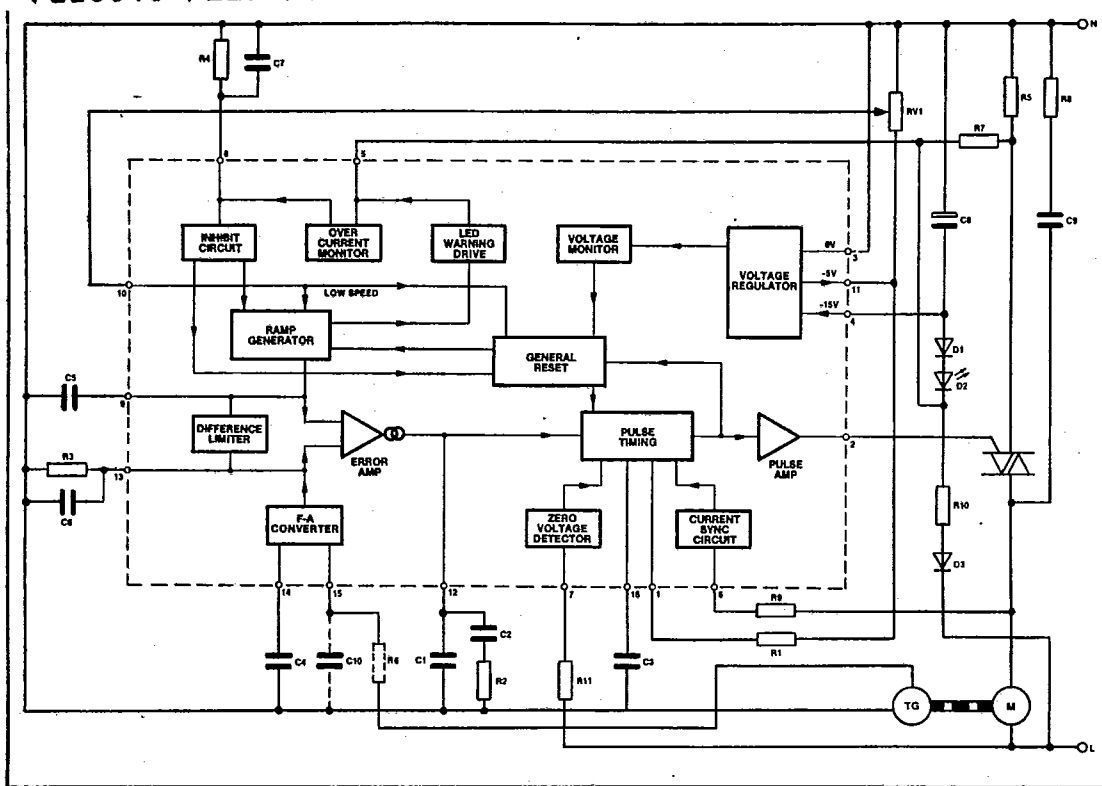 N
R4
C7
RV1
R5
R8
R7
C8
C9
8
5
INHIBIT
CIRCUIT
OVER
CURRENT
MONITOR
LED
WARNING
DRIVE
VOLTAGE
MONITOR
VOLTAGE
REGULATOR
0V
3
-5V
11
-15V
4
10
LOW SPEED
RAMP
GENERATOR
GENERAL
RESET
D1
D2
C5
9
DIFFERENCE
LIMITER
ERROR
AMP
PULSE
TIMING
PULSE
AMP
2
R3
13
C6
F-A
CONVERTER
ZERO
VOLTAGE
DETECTOR
CURRENT
SYNC
CIRCUIT
R10
D3
14
15
12
7
16
1
6
R9
R1
C4
C10
R6
C1
C2
R2
R11
C3
TG
M
L